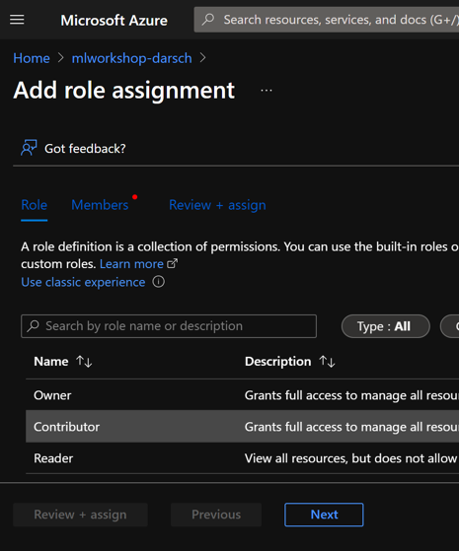 Microsoft Azure
Search resources, services, and docs (G+/)
Home > mlworkshop-darsch >
Add role assignment ...
Got feedback?
Role Members Review + assign
A role definition is a collection of permissions. You can use the built-in roles o
custom roles. Learn more
Use classic experience
Search by role name or description Type : All
Name ↑↓ Description ↑↓
Owner Grants full access to manage all resou
Contributor Grants full access to manage all resou
Reader View all resources, but does not allow
Review + assign Previous Next